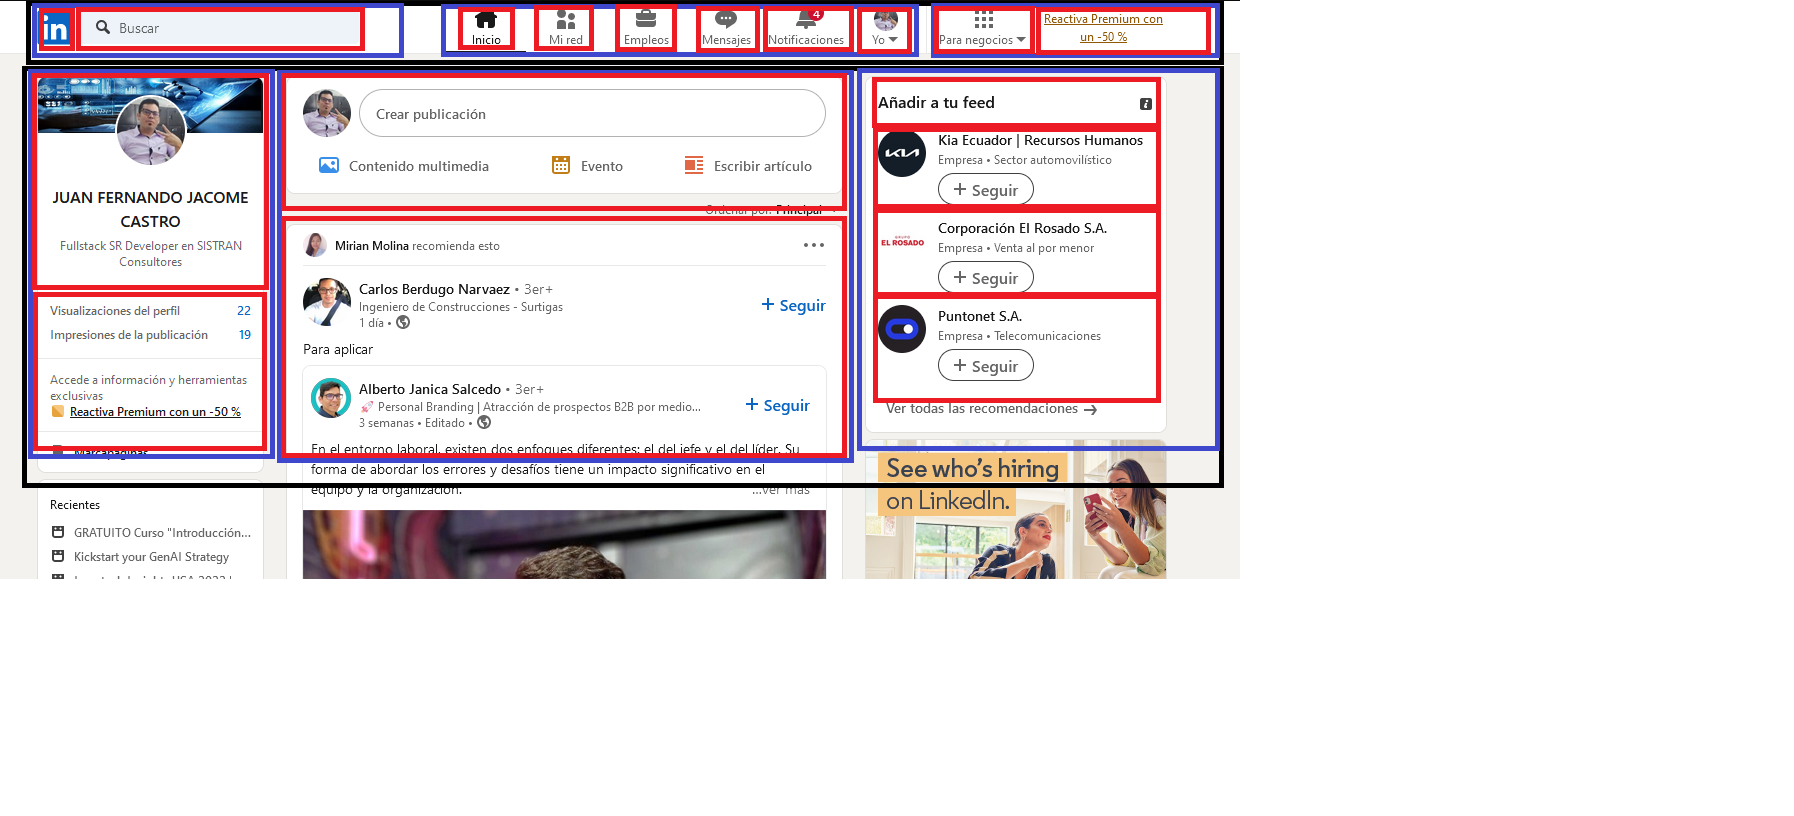 in
Buscar
Inicio
Mi red
Empleos
Mensajes
4
Notificaciones
Yo
Para negocios
Reactiva Premium con
un -50 %
JUAN FERNANDO JACOME
CASTRO
Fullstack SR Developer en SISTRAN
Consultores
Visualizaciones del perfil 22
Impresiones de la publicación 19
Accede a información y herramientas
exclusivas
Reactiva Premium con un -50 %
Marcapáginas
Recientes
GRATUITO Curso "Introducción...
Kickstart your GenAI Strategy
Crear publicación
Contenido multimedia
Evento
Escribir artículo
Ordenar por: Principal
Mirian Molina recomienda esto
Carlos Berdugo Narvaez • 3er+
Ingeniero de Construcciones - Surtigas
1 día •
+ Seguir
Para aplicar
Alberto Janica Salcedo • 3er+
🚀 Personal Branding | Atracción de prospectos B2B por medio...
3 semanas • Editado •
+ Seguir
En el entorno laboral, existen dos enfoques diferentes: el del jefe y el del líder. Su
forma de abordar los errores y desafíos tiene un impacto significativo en el
equipo y la organización.
...ver más
Añadir a tu feed
Kia Ecuador | Recursos Humanos
Empresa • Sector automovilístico
+ Seguir
EL ROSADO
Corporación El Rosado S.A.
Empresa • Venta al por menor
+ Seguir
Puntonet S.A.
Empresa • Telecomunicaciones
+ Seguir
Ver todas las recomendaciones →
See who's hiring
on LinkedIn.